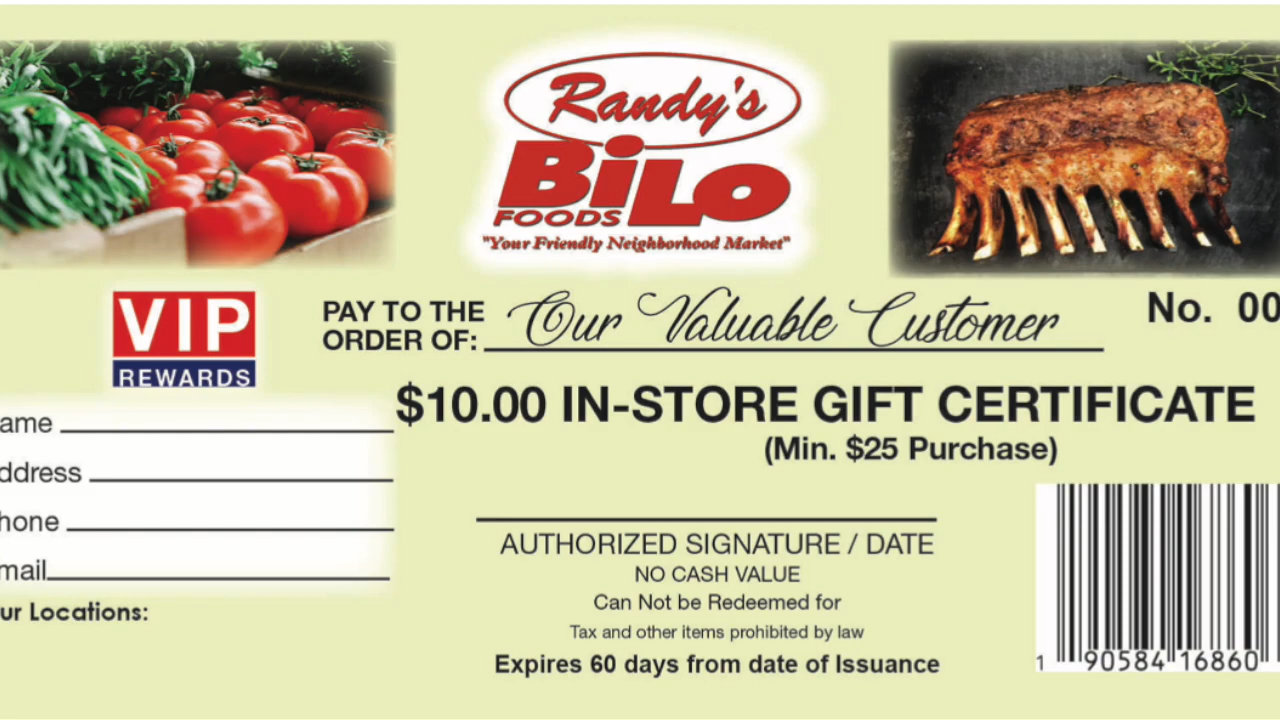 Randy's
BiLO
FOODS
"Your Friendly Neighborhood Market"
VIP
REWARDS
PAY TO THE
ORDER OF: Our Valuable Customer
No. 00
$10.00 IN-STORE GIFT CERTIFICATE
(Min. $25 Purchase)
ame
ddress
hone
mail
ur Locations:
AUTHORIZED SIGNATURE / DATE
NO CASH VALUE
Can Not be Redeemed for
Tax and other items prohibited by law
Expires 60 days from date of Issuance
1 90584 16860